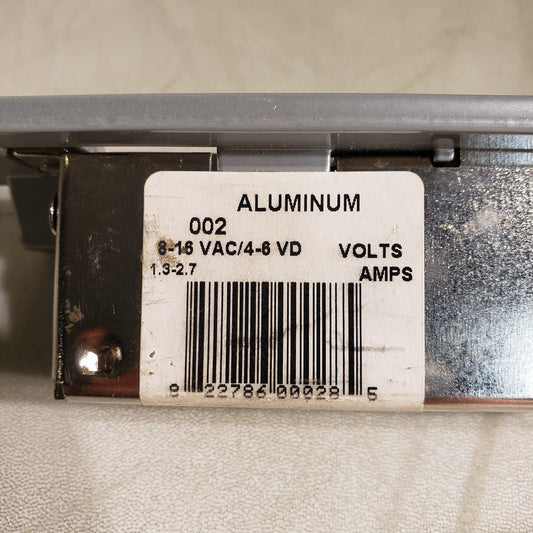 ALUMINUM
002
8-16 VAC/4-6 VD VOLTS
1.3-2.7 AMPS
8 22786 00028 5